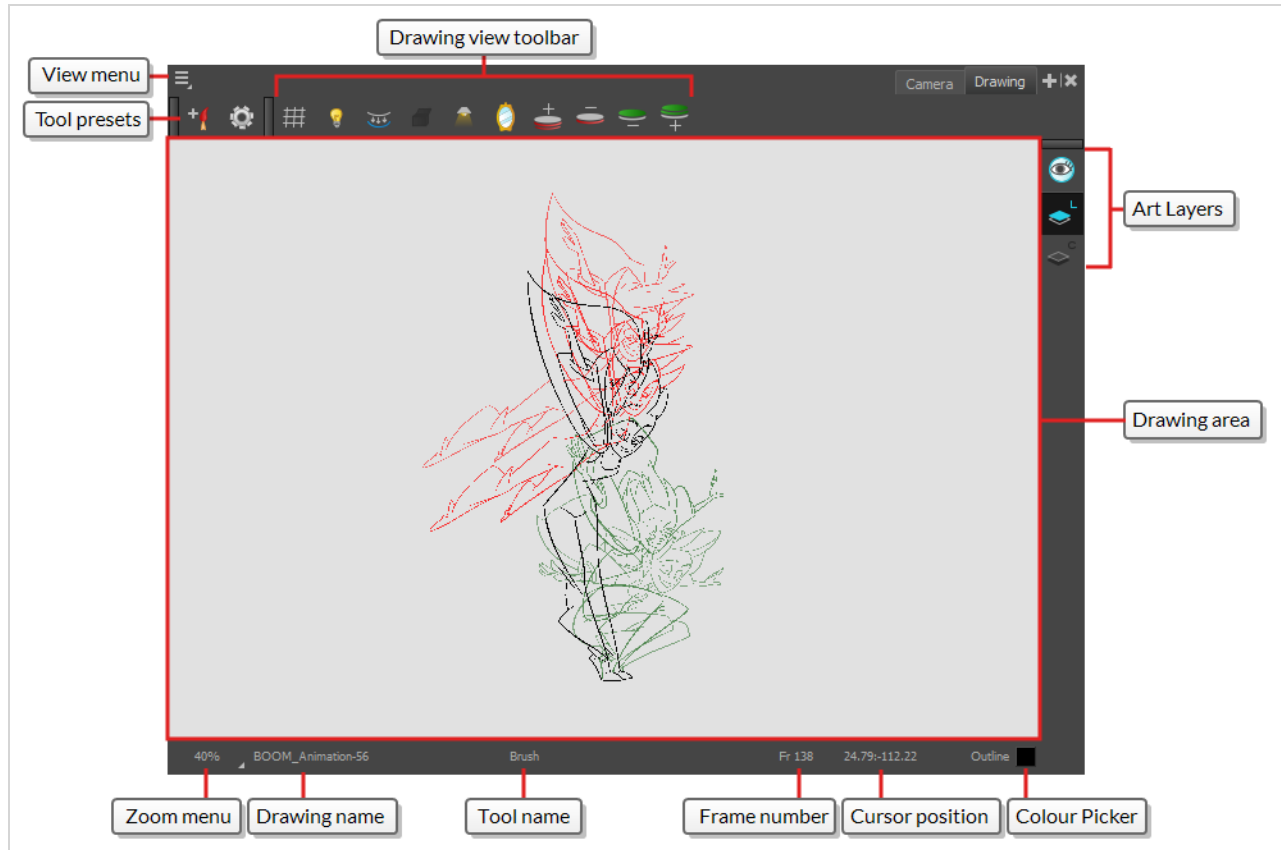 Drawing view toolbar
View menu
Camera
Drawing
Tool presets
L
Art Layers
C
Drawing area
40%
BOOM_Animation-56
Brush
Fr 138
24.79:-112.22
Outline
Zoom menu
Drawing name
Tool name
Frame number
Cursor position
Colour Picker